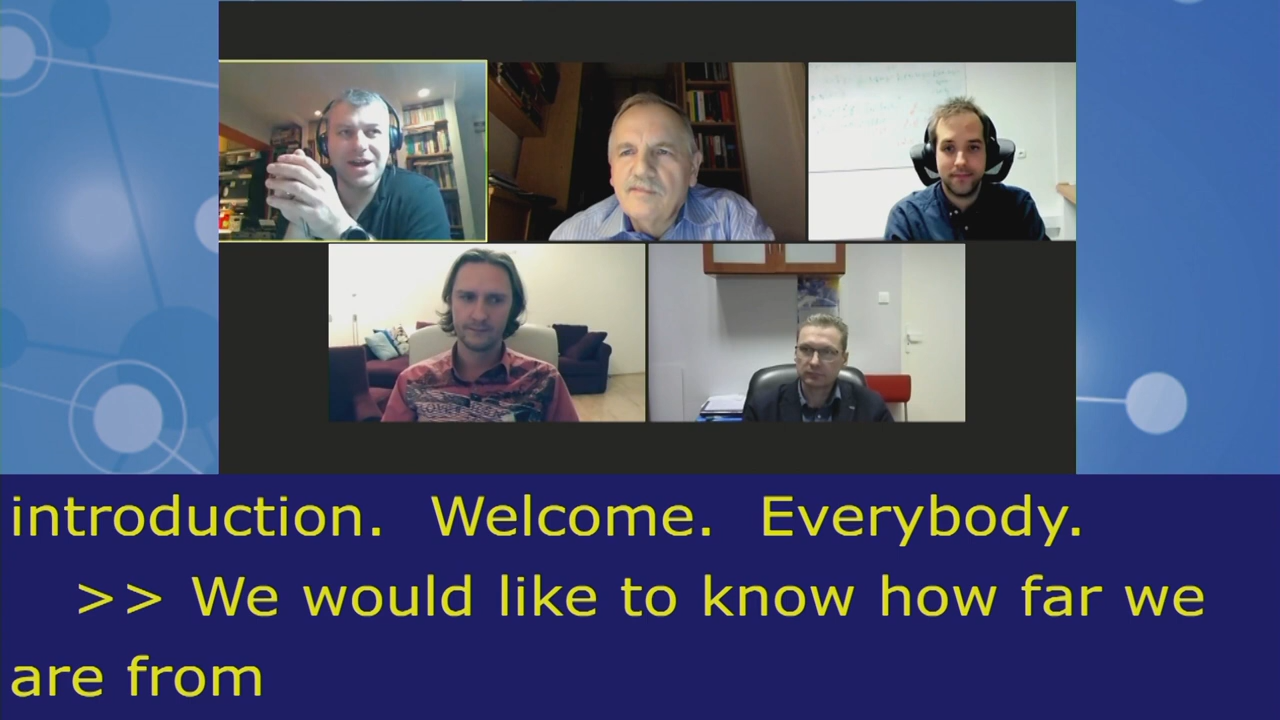 introduction. Welcome. Everybody.
>> We would like to know how far we
are from